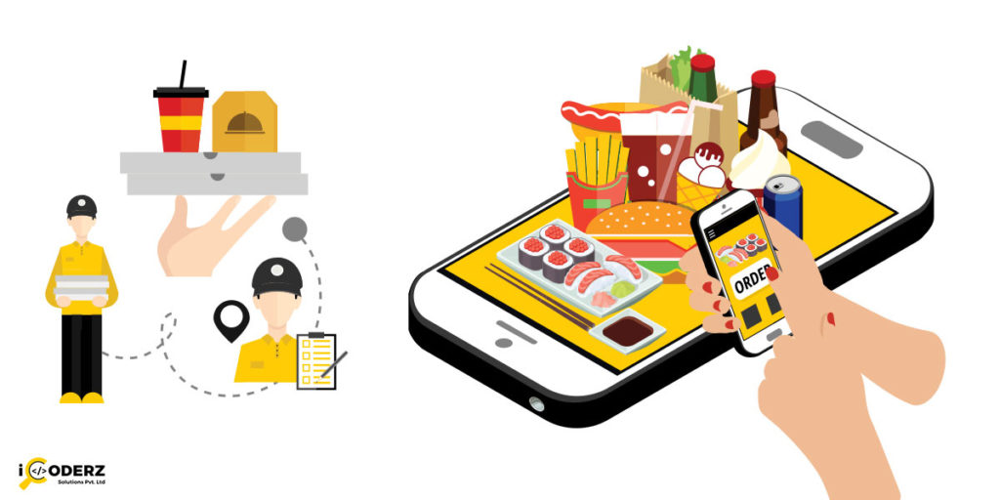 ORDER
iCODERZ
Solutions Pvt. Ltd